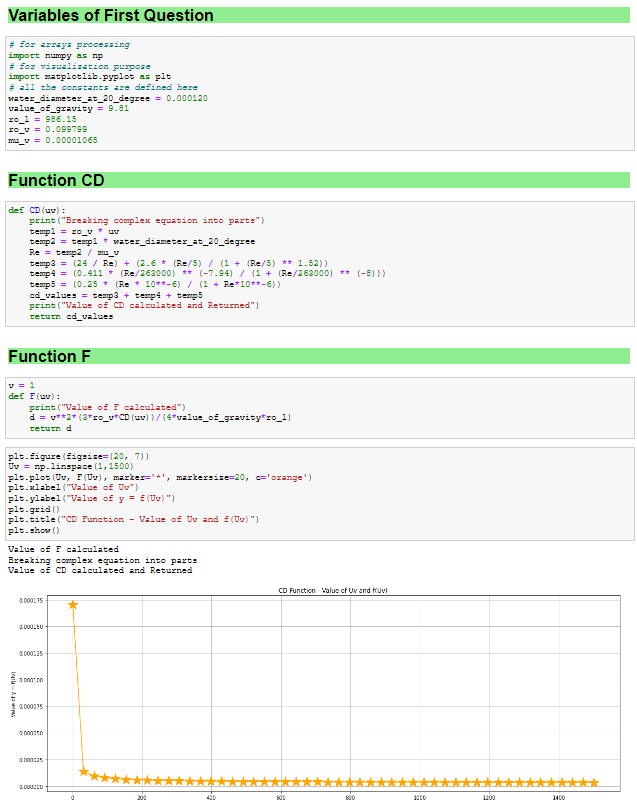 Variables of First Question
# for arrays processing
import numpy as np
# for visualisation purpose
import matplotlib.pyplot as plt
# all the constants are defined here
water_diameter_at_20_degree = 0.000120
value_of_gravity = 9.81
ro_l = 986.15
ro_v = 0.099799
mu_v = 0.00001065
Function CD
def CD(uv):
    print("Breaking complex equation into parts")
    temp1 = ro_v * uv
    temp2 = temp1 * water_diameter_at_20_degree
    Re = temp2 / mu_v
    temp3 = (24 / Re) + (2.6 * (Re/5) / (1 + (Re/5) ** 1.52))
    temp4 = (0.411 * (Re/263000) ** (-7.94) / (1 + (Re/263000) ** (-8)))
    temp5 = (0.25 * (Re * 10**-6) / (1 + Re*10**-6))
    cd_values = temp3 + temp4 + temp5
    print("Value of CD calculated and Returned")
    return cd_values
Function F
v = 1
def F(uv):
    print("Value of F calculated")
    d = v**2*(3*ro_v*CD(uv))/(4*value_of_gravity*ro_l)
    return d
plt.figure(figsize=(20, 7))
Uv = np.linspace(1,1500)
plt.plot(Uv, F(Uv), marker='*', markersize=20, c='orange')
plt.xlabel("Value of Uv")
plt.ylabel("Value of y = f(Uv)")
plt.grid()
plt.title("CD Function - Value of Uv and f(Uv)")
plt.show()
Value of F calculated
Breaking complex equation into parts
Value of CD calculated and Returned
CD Function - Value of Uv and f(Uv)
Value of y = f(Uv)
0.000175
0.000150
0.000125
0.000100
0.000075
0.000050
0.000025
0.000000
0 200 400 600 800 1000 1200 1400